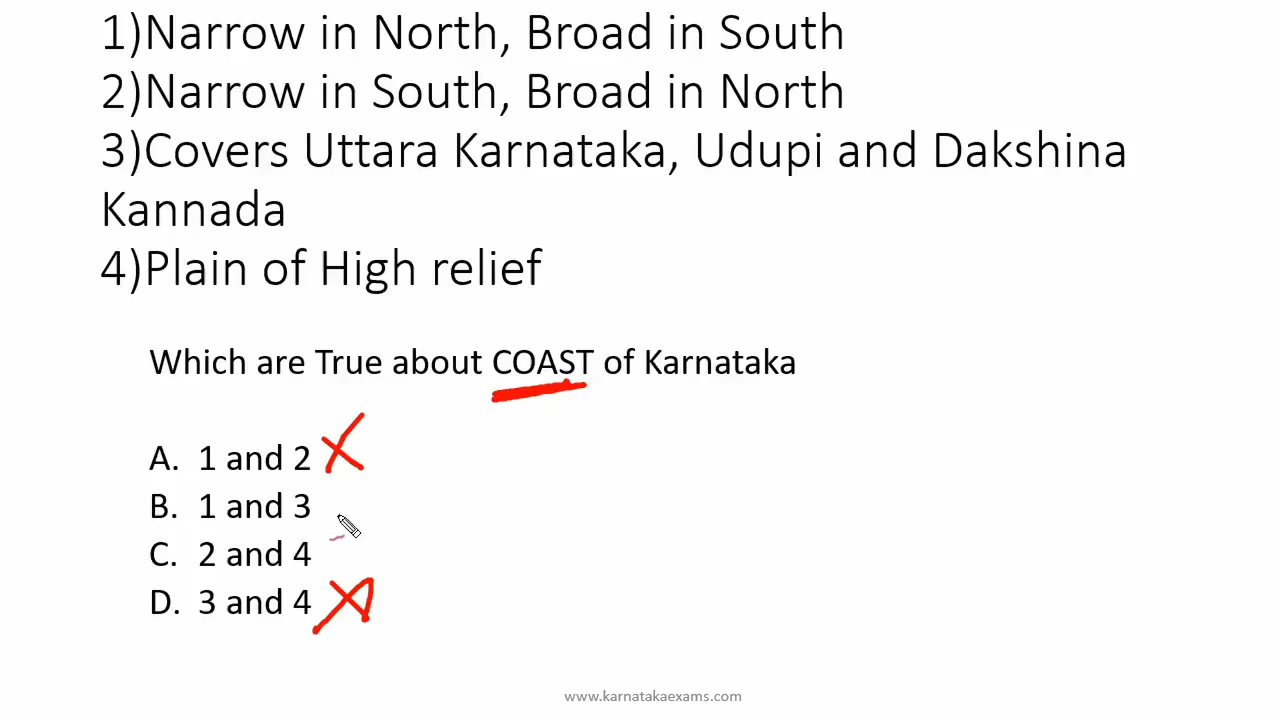 1)Narrow in North, Broad in South
2)Narrow in South, Broad in North
3)Covers Uttara Karnataka, Udupi and Dakshina
Kannada
4)Plain of High relief
Which are True about COAST of Karnataka
A. 1 and 2
B. 1 and 3
C. 2 and 4
D. 3 and 4
www.karnatakaexams.com